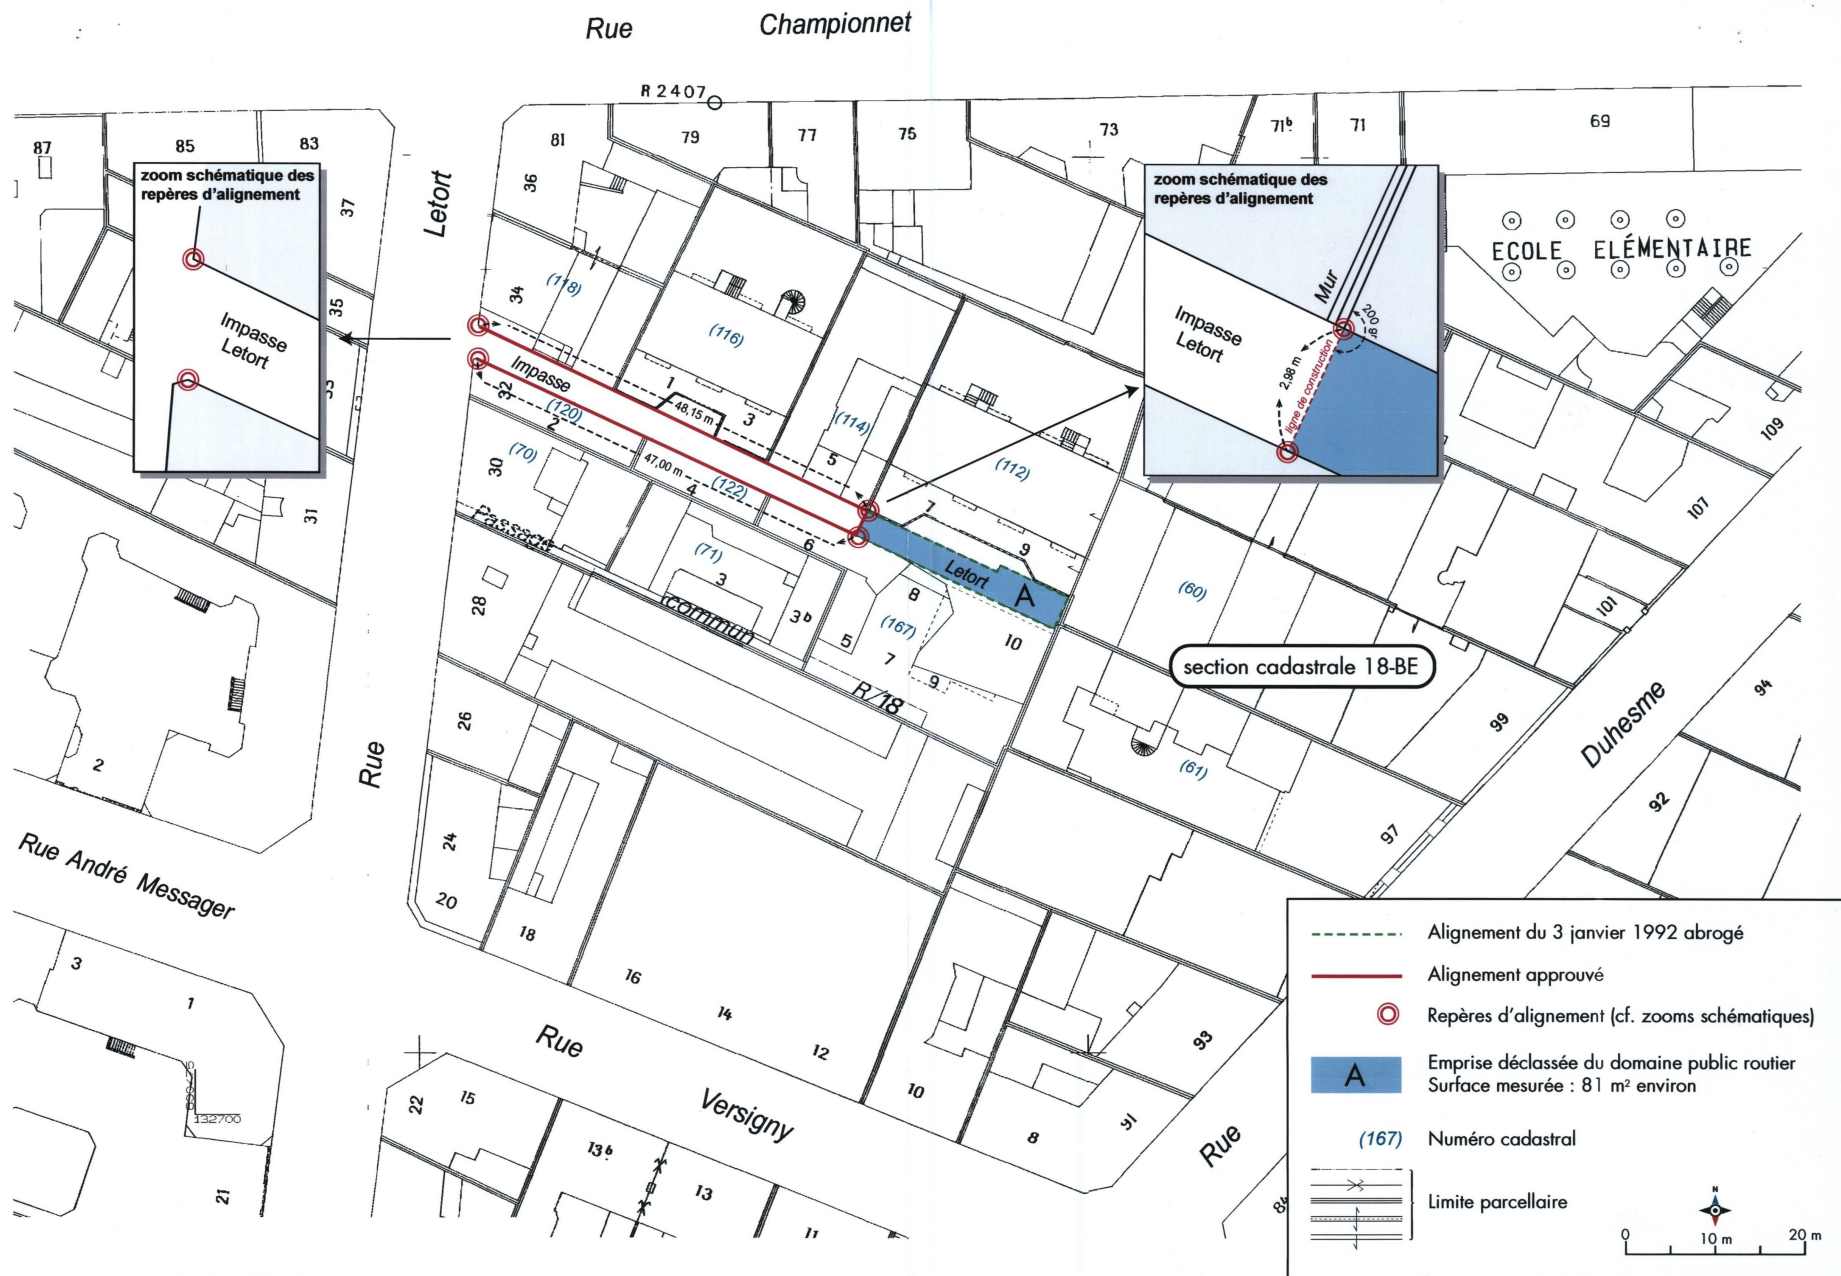 Rue Championnet
R 2407
87
85
83
81
79
77
75
73
71b
71
69
zoom schématique des
repères d'alignement
Impasse
Letort
37
35
33
31
Letort
36
34
(118)
(116)
1
3
Impasse
48,15 m
32
(120)
2
47,00 m
(122)
4
6
(114)
5
(112)
7
9
zoom schématique des
repères d'alignement
Mur
200 gr
Impasse
Letort
2,98 m
ligne de construction
ECOLE ELÉMENTAIRE
109
107
101
99
97
30
(70)
Passage
(71)
3
commun
3b
28
5
8
(167)
7
9
10
R/18
Letort
A
(60)
(61)
section cadastrale 18-BE
Duhesme
94
92
Rue
26
24
20
18
16
14
12
10
8
93
91
2
Rue André Messager
3
1
132700
21
Rue Versigny
22
15
13b
13
11
Rue
84
Alignement du 3 janvier 1992 abrogé
Alignement approuvé
Repères d'alignement (cf. zooms schématiques)
A
Emprise déclassée du domaine public routier
Surface mesurée : 81 m² environ
(167)
Numéro cadastral
Limite parcellaire
N
0
10 m
20 m